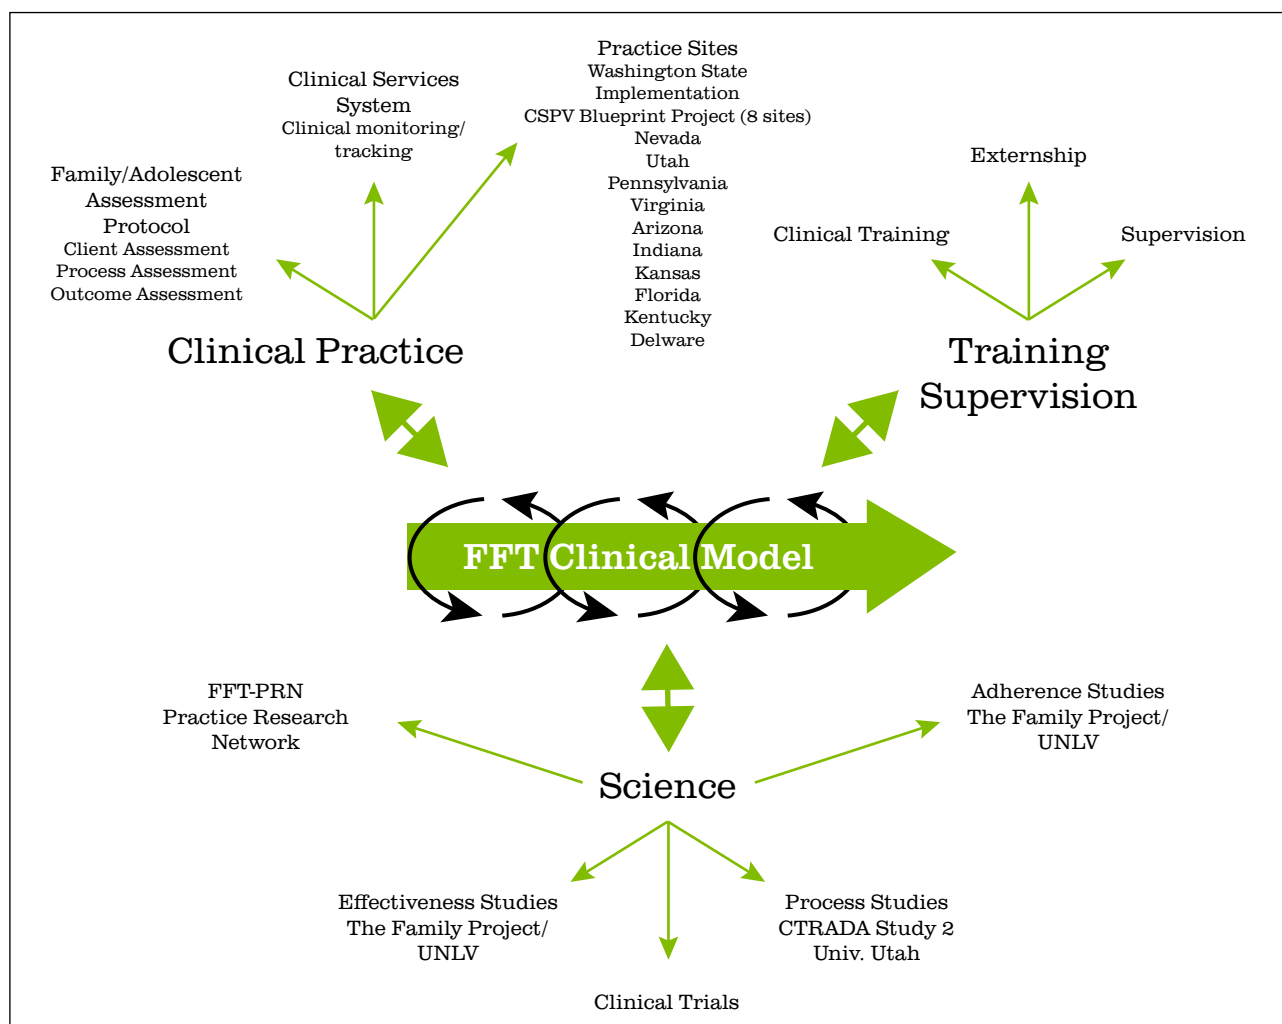 Practice Sites
Washington State
Implementation
CSPV Blueprint Project (8 sites)
Nevada
Utah
Pennsylvania
Virginia
Arizona
Indiana
Kansas
Florida
Kentucky
Delware
Clinical Services
System
Clinical monitoring/
tracking
Family/Adolescent
Assessment
Protocol
Client Assessment
Process Assessment
Outcome Assessment
Clinical Practice
Externship
Clinical Training
Supervision
Training
Supervision
FFT Clinical Model
FFT-PRN
Practice Research
Network
Adherence Studies
The Family Project/
UNLV
Science
Effectiveness Studies
The Family Project/
UNLV
Process Studies
CTRADA Study 2
Univ. Utah
Clinical Trials